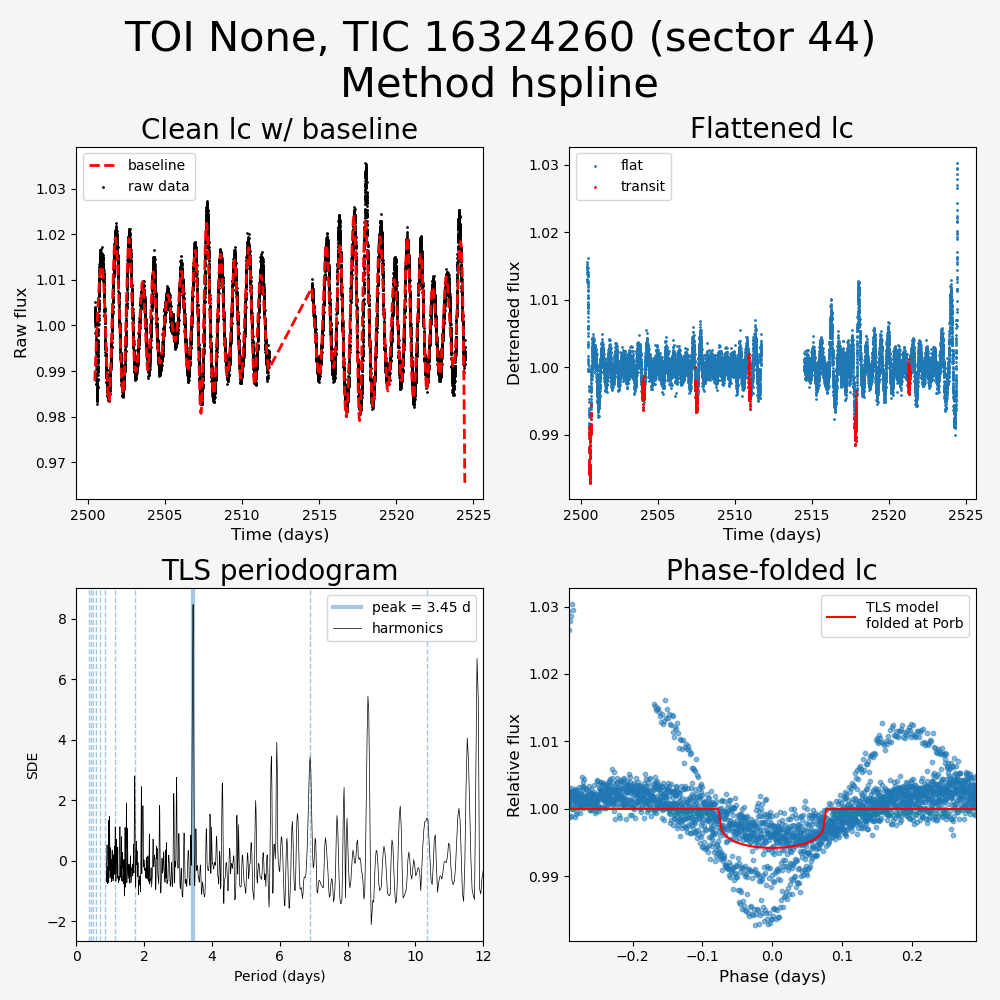 TOI None, TIC 16324260 (sector 44)
Method hspline
Clean lc w/ baseline
baseline
raw data
1.03
1.02
1.01
1.00
0.99
0.98
0.97
Raw flux
2500
2505
2510
2515
2520
2525
Time (days)
Flattened lc
flat
transit
1.03
1.02
1.01
1.00
0.99
Detrended flux
2500
2505
2510
2515
2520
2525
Time (days)
TLS periodogram
peak = 3.45 d
harmonics
8
6
4
2
0
−2
SDE
0
2
4
6
8
10
12
Period (days)
Phase-folded lc
TLS model
folded at Porb
1.03
1.02
1.01
1.00
0.99
Relative flux
−0.2
−0.1
0.0
0.1
0.2
Phase (days)